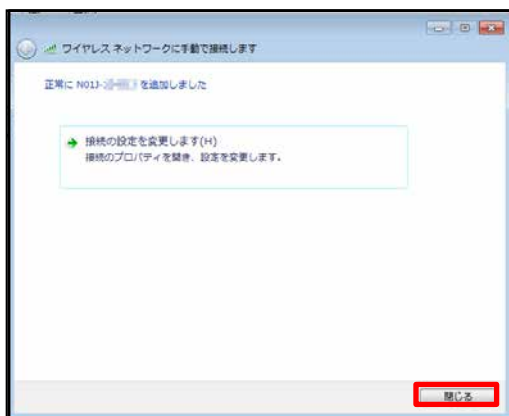 ワイヤレス ネットワークに手動で接続します
正常に N013- を追加しました
接続の設定を変更します(H)
接続のプロパティを開き、設定を変更します。
閉じる